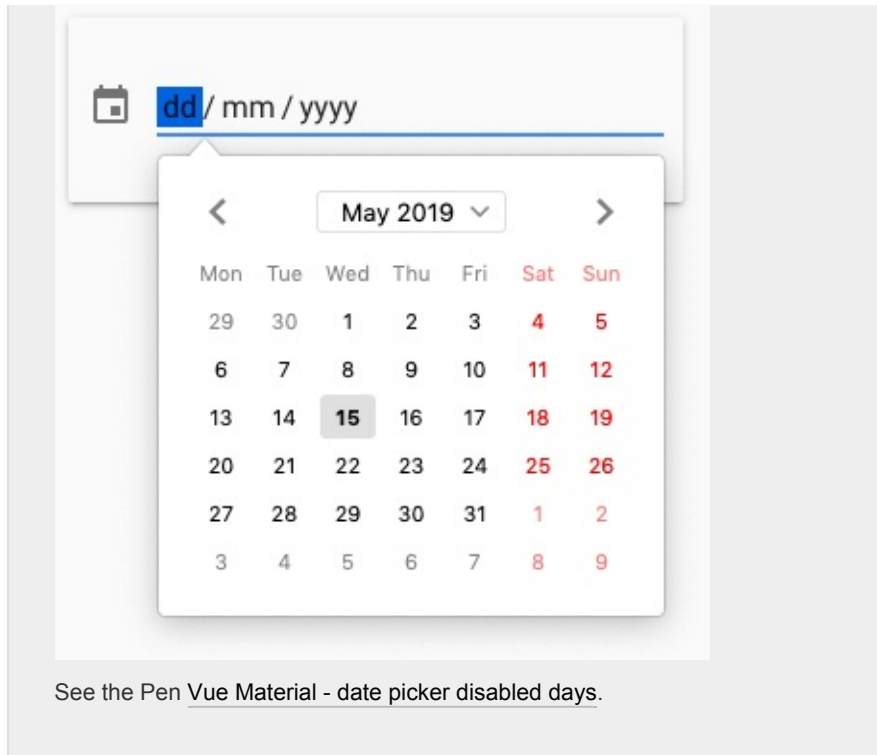 dd / mm / yyyy
May 2019
Mon Tue Wed Thu Fri Sat Sun
29 30 1 2 3 4 5
6 7 8 9 10 11 12
13 14 15 16 17 18 19
20 21 22 23 24 25 26
27 28 29 30 31 1 2
3 4 5 6 7 8 9
See the Pen Vue Material - date picker disabled days.